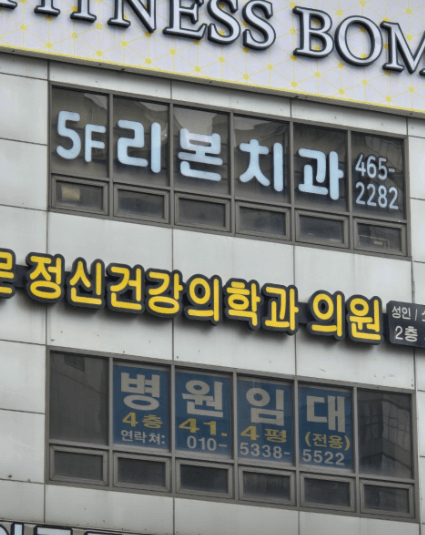 FITNESS BOM
5F 리본치과 465-2282
정신건강의학과 의원 성인 /
2층
병원임대
4층 41.4평 (전용)
연락처: 010-5338-5522